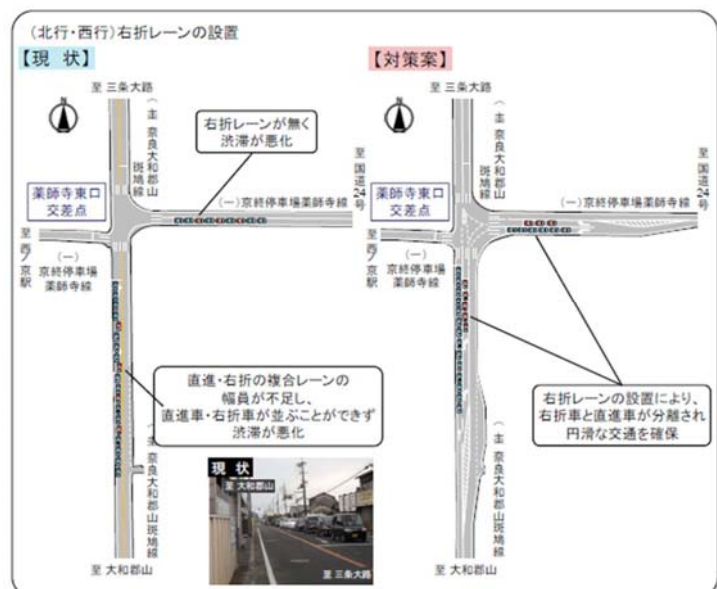 (北行・西行)右折レーンの設置
【現 状】
至 三条大路
N
(主)奈良大和郡山
斑鳩線
右折レーンが無く
渋滞が悪化
至 国道24号
薬師寺東口
交差点
(一)京終停車場薬師寺線
至 西ノ京駅
(一)
京終停車場
薬師寺線
直進・右折の複合レーンの
幅員が不足し、
直進車・右折車が並ぶことができず
渋滞が悪化
(主)奈良大和郡山斑鳩線
現 状
至 大和郡山
至 三条大路
至 大和郡山
【対策案】
至 三条大路
N
(主)奈良大和郡山
斑鳩線
至 国道24号
薬師寺東口
交差点
(一)京終停車場薬師寺線
至 西ノ京駅
(一)
京終停車場
薬師寺線
右折レーンの設置により、
右折車と直進車が分離され
円滑な交通を確保
(主)奈良大和郡山斑鳩線
至 大和郡山